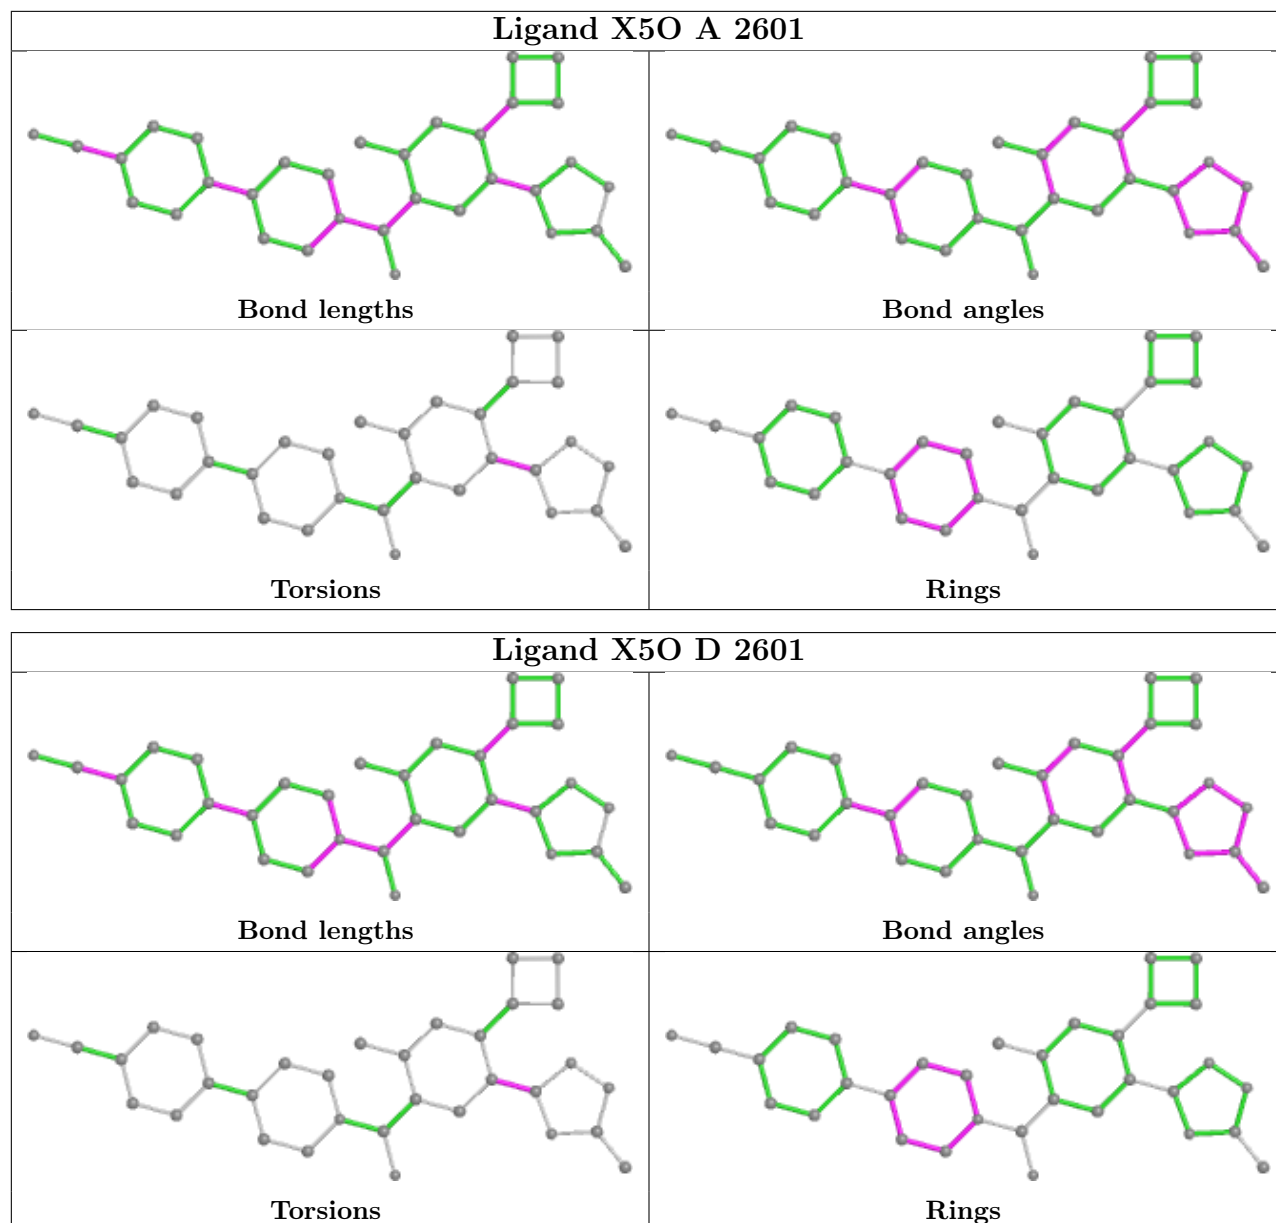 Ligand X5O A 2601
Bond lengths
Bond angles
Torsions
Rings
Ligand X5O D 2601
Bond lengths
Bond angles
Torsions
Rings